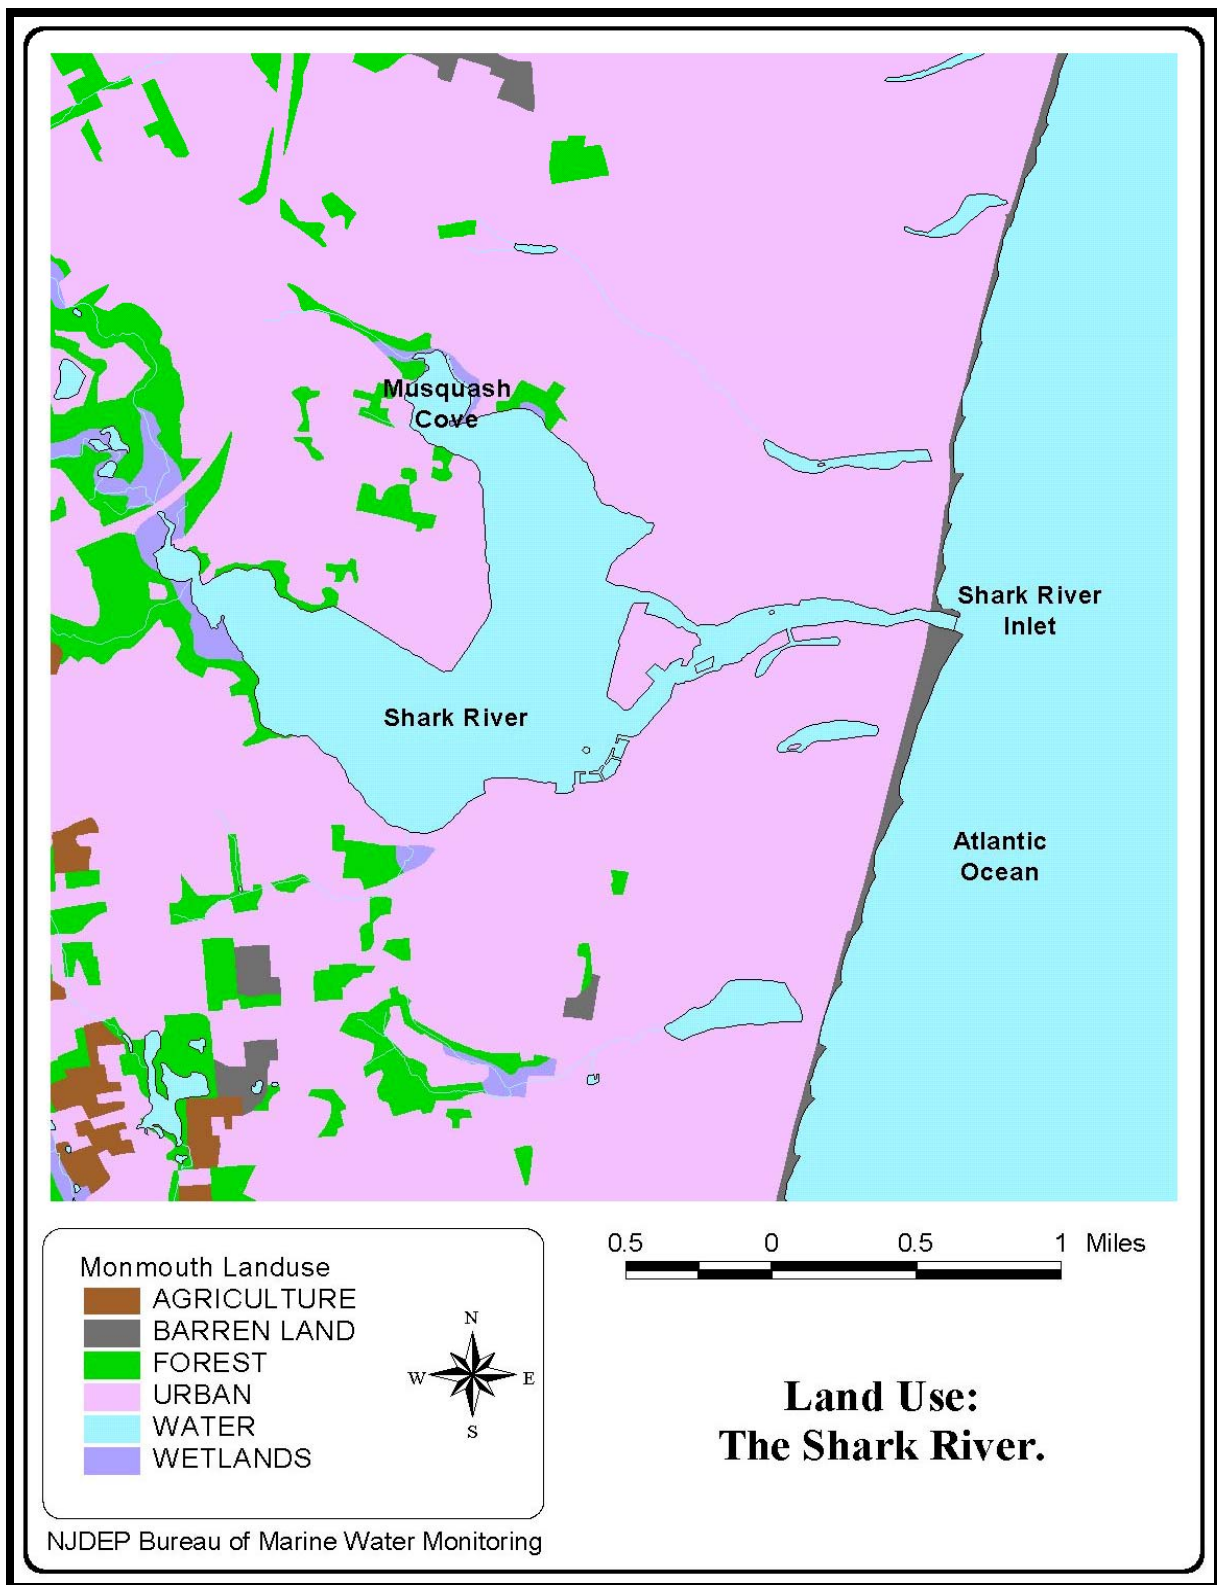 Musquash
Cove
Shark River
Inlet
Shark River
Atlantic
Ocean
0.5 0 0.5 1 Miles
Monmouth Landuse
AGRICULTURE
BARREN LAND
FOREST
URBAN
WATER
WETLANDS
N
W E
S
Land Use:
The Shark River.
NJDEP Bureau of Marine Water Monitoring